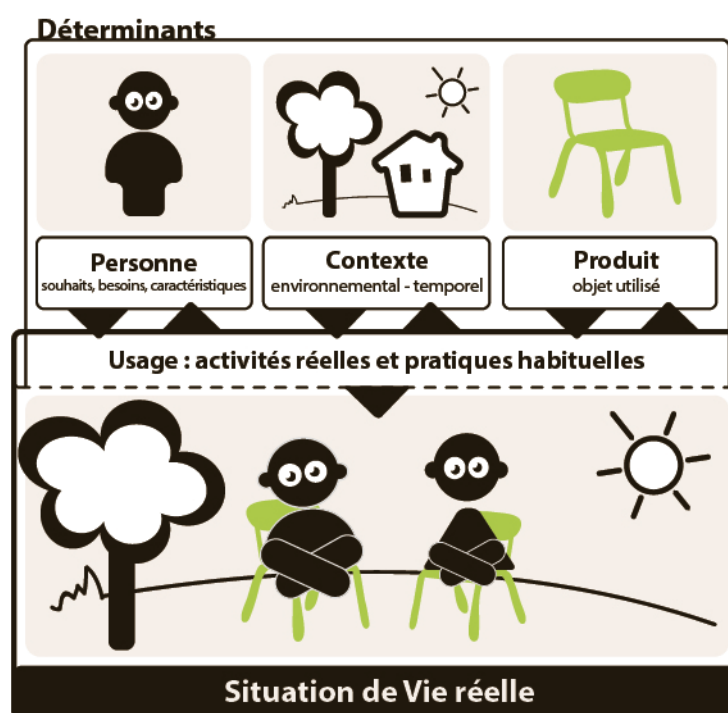 Déterminants
Personne
souhaits, besoins, caractéristiques
Contexte
environnemental - temporel
Produit
objet utilisé
Usage : activités réelles et pratiques habituelles
Situation de Vie réelle